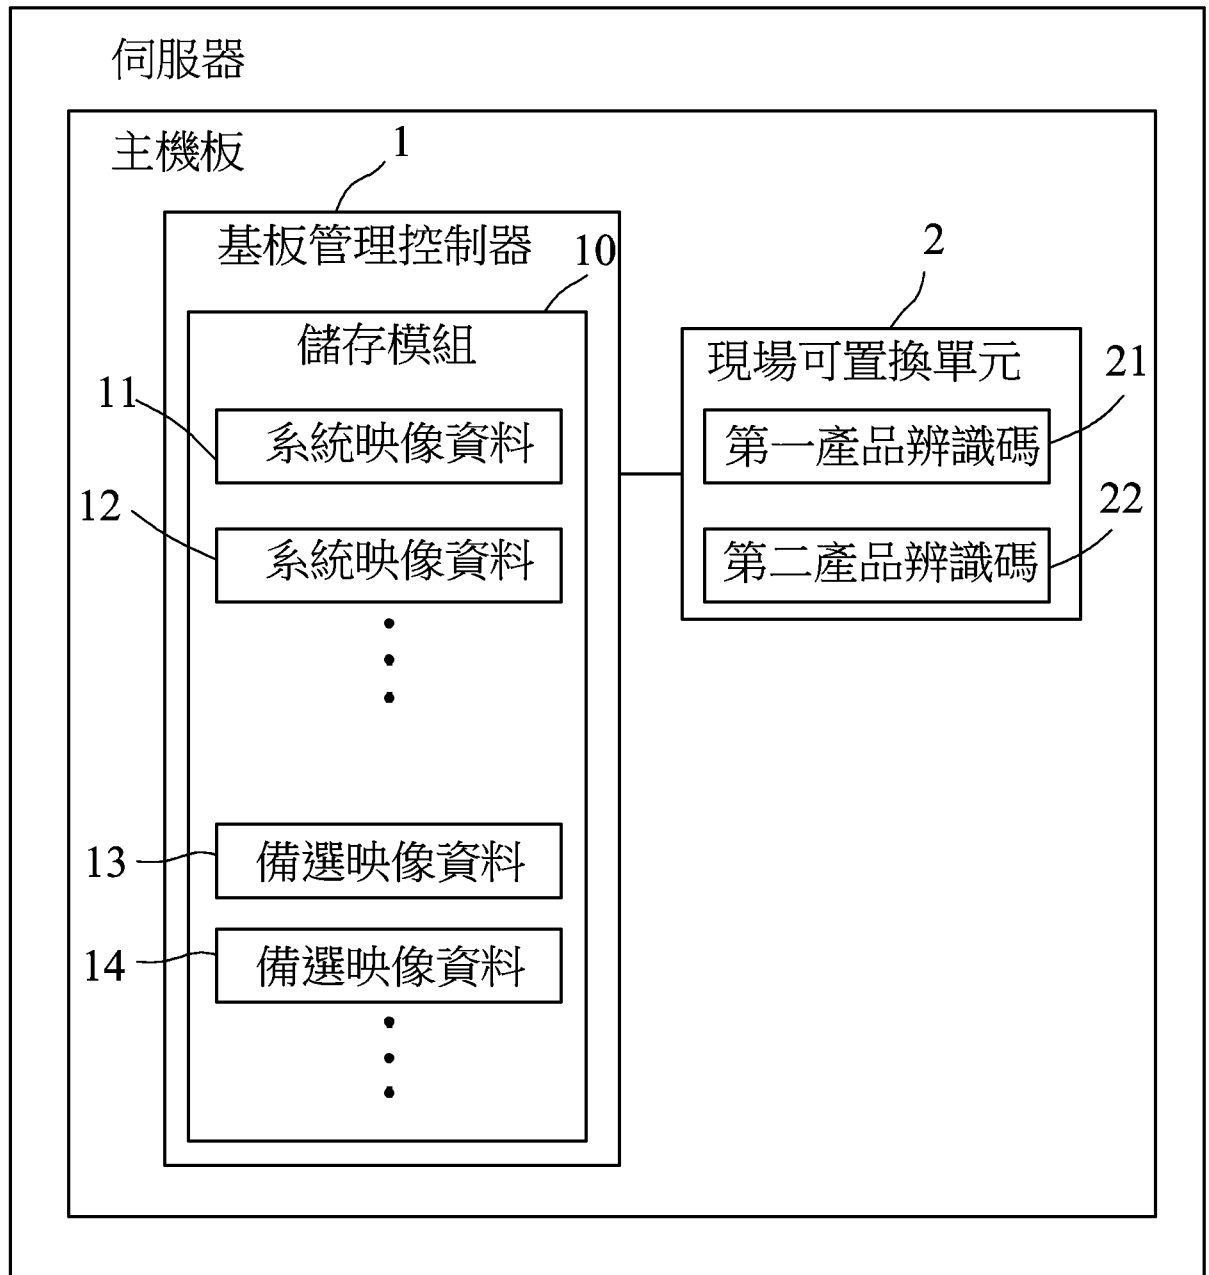 伺服器
主機板
1
基板管理控制器
10
儲存模組
11
系統映像資料
12
系統映像資料
13
備選映像資料
14
備選映像資料
2
現場可置換單元
21
第一產品辨識碼
22
第二產品辨識碼